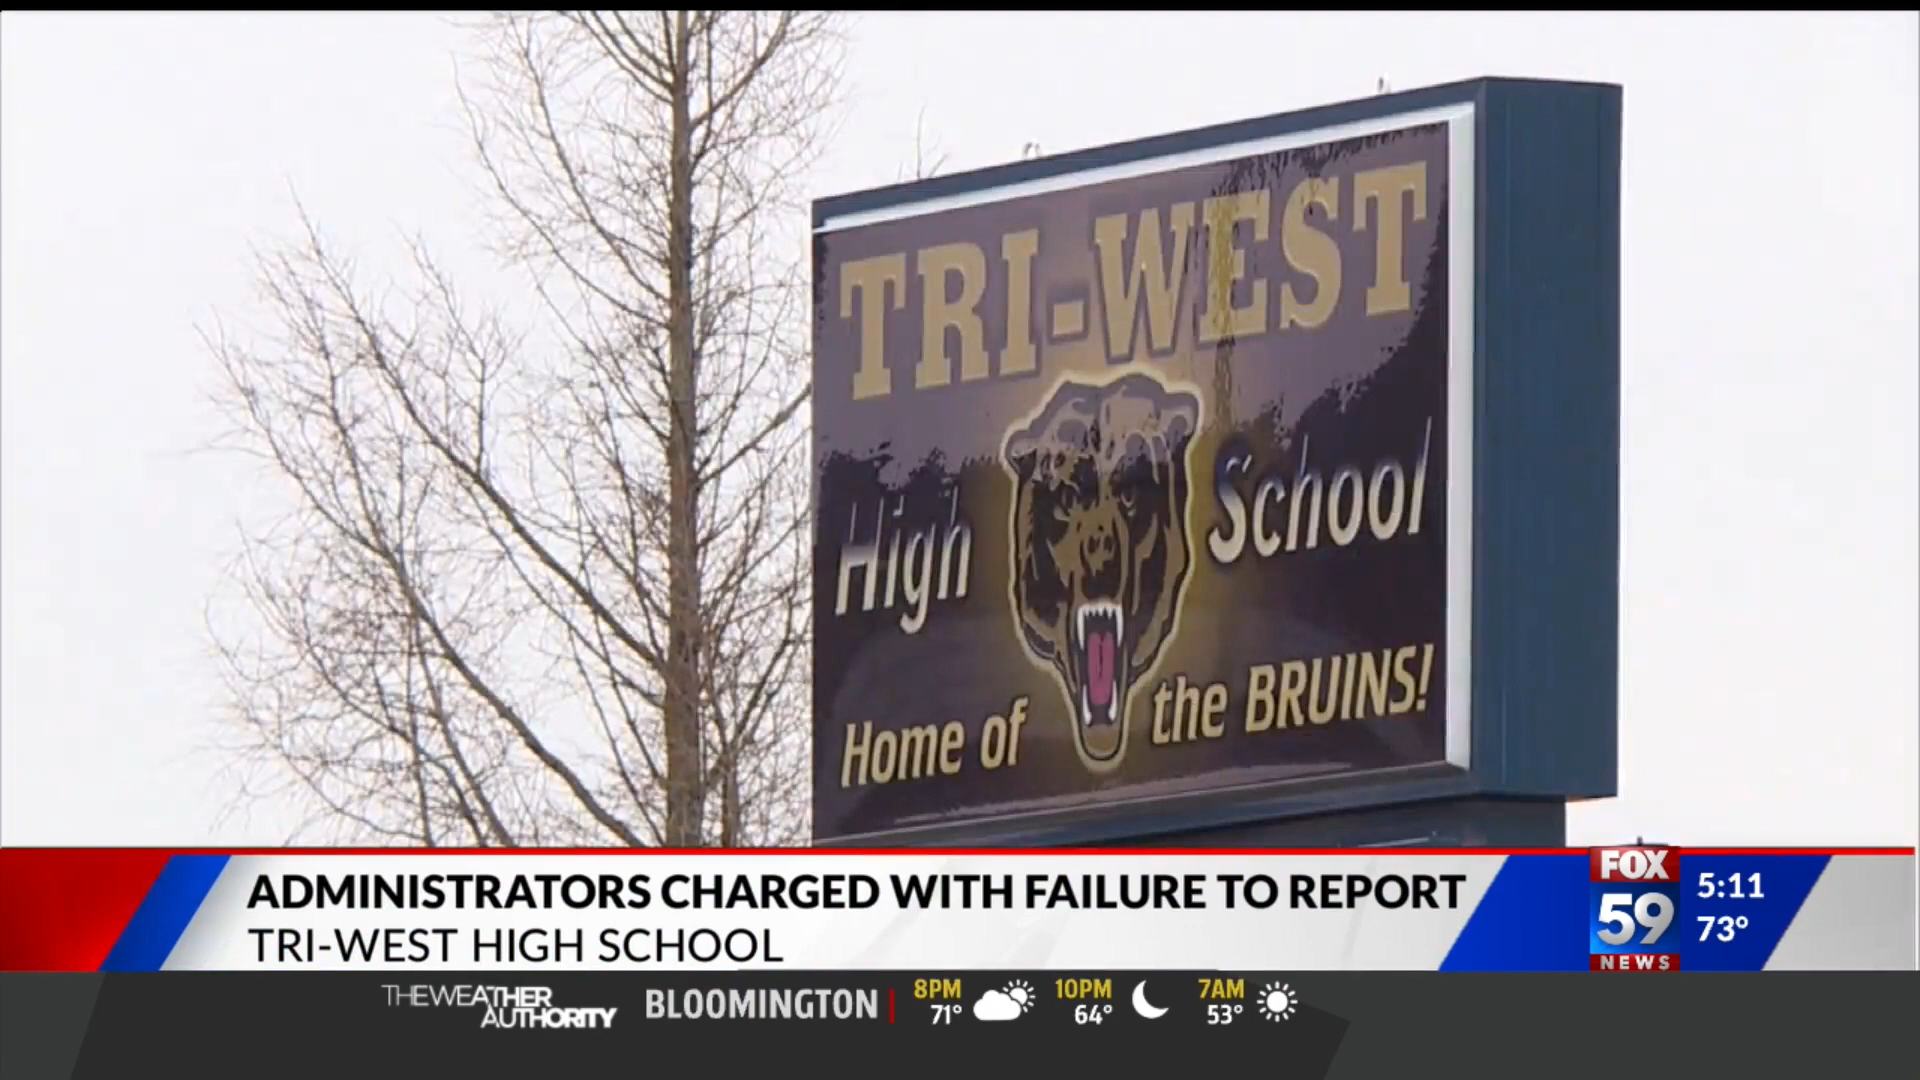 TRI-WEST
High School
Home of the BRUINS!
ADMINISTRATORS CHARGED WITH FAILURE TO REPORT
TRI-WEST HIGH SCHOOL
FOX
59
NEWS
5:11
73°
THE WEATHER
AUTHORITY
BLOOMINGTON
8PM
71°
10PM
64°
7AM
53°